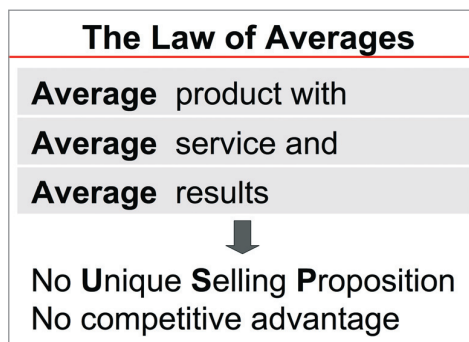 The Law of Averages
Average product with
Average service and
Average results
No Unique Selling Proposition
No competitive advantage